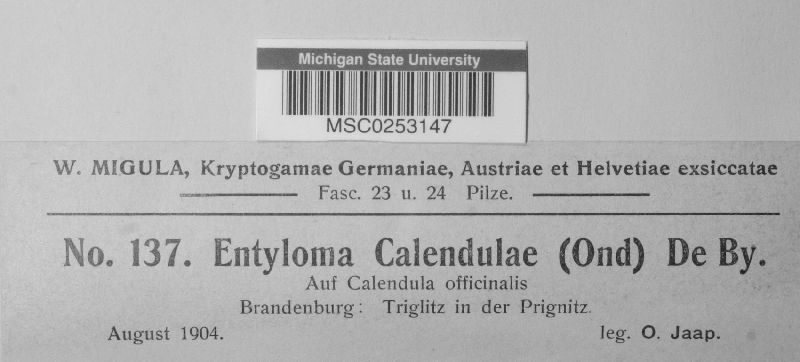 Michigan State University
MSC0253147
W. MIGULA, Kryptogamae Germaniae, Austriae et Helvetiae exsiccatae
Fasc. 23 u. 24 Pilze.
No. 137. Entyloma Calendulae (Ond) De By.
Auf Calendula officinalis
Brandenburg: Triglitz in der Prignitz.
August 1904. leg. O. Jaap.